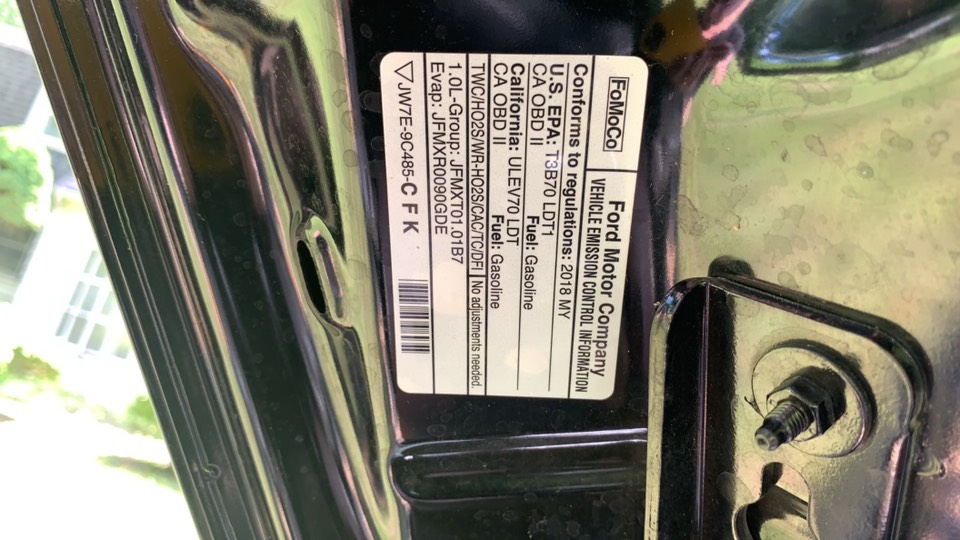 FoMoCo
Ford Motor Company
VEHICLE EMISSION CONTROL INFORMATION
Conforms to regulations: 2018 MY
U.S. EPA: T3B70 LDT1 Fuel: Gasoline
CA OBD II
California: ULEV70 LDT Fuel: Gasoline
CA OBD II
TWC/HO2S/WR-HO2S/CAC/TC/DFI No adjustments needed.
1.0L-Group: JFMXT01.01B7
Evap: JFMXR0090GDE
JW7E-9C485-C F K